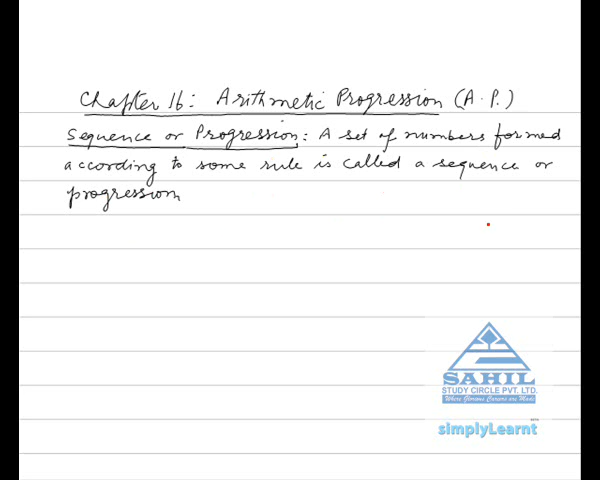 Chapter 16: Arithmetic Progression (A.P.)
Sequence or Progression: A set of numbers formed
according to some rule is called a sequence or
progression
SAHIL
STUDY CIRCLE PVT. LTD.
Where Glorious Careers are Made
simplyLearnt